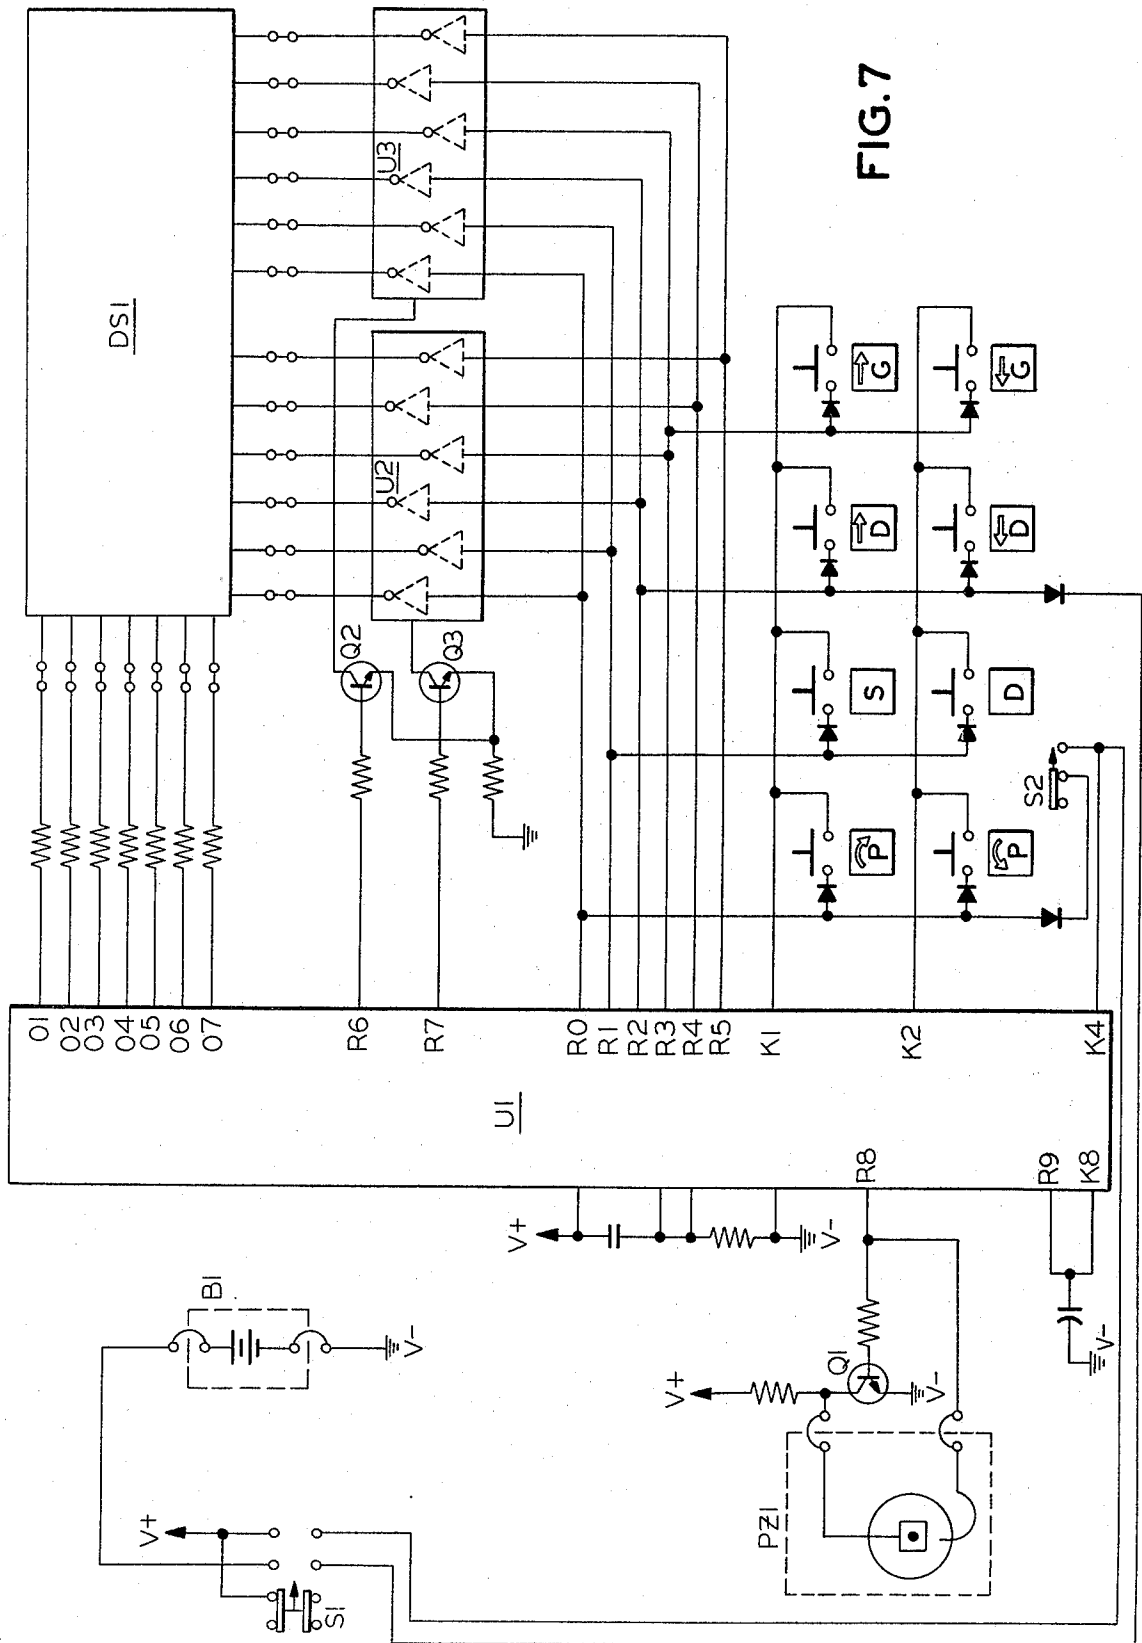 FIG.7
DS1
U3
U2
Q2
Q3
O1
O2
O3
O4
O5
O6
O7
R6
R7
R0
R1
R2
R3
R4
R5
K1
K2
K4
U1
R8
R9
K8
P
S
D
G
P
D
D
G
S2
V+
V-
B1
V-
V+
S1
V+
Q1
V-
PZ1
V-